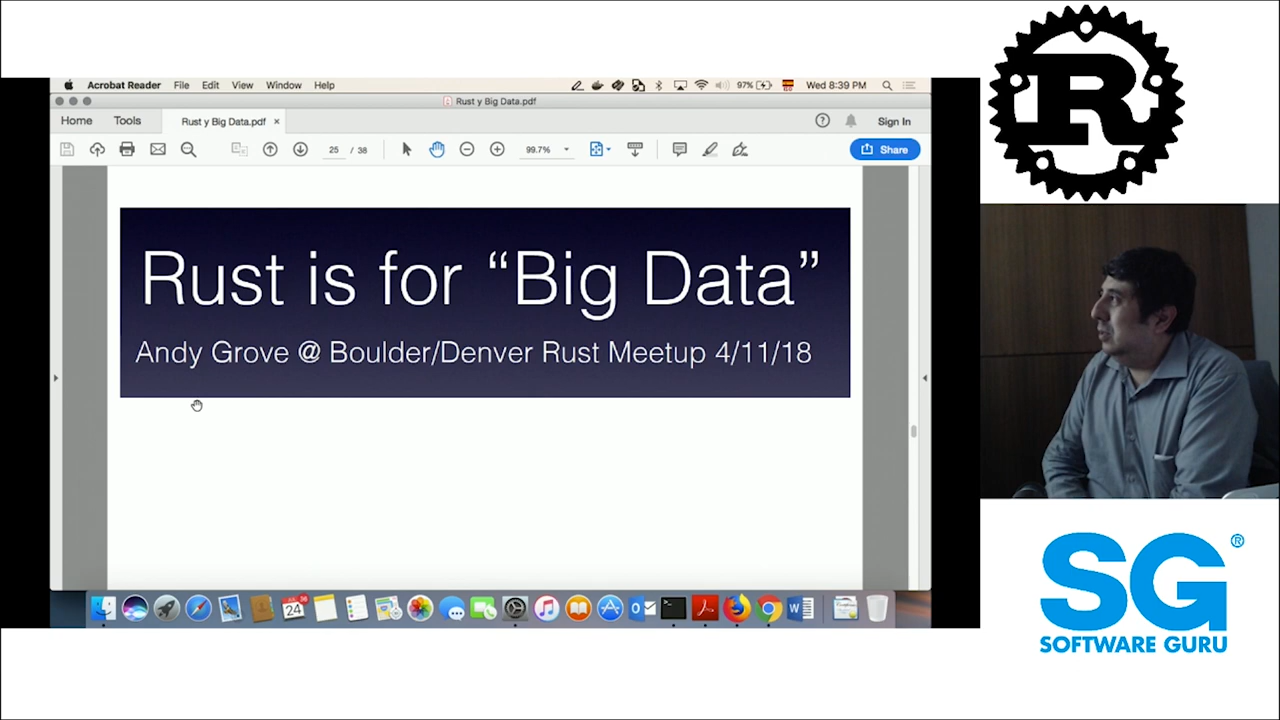 Acrobat Reader File Edit View Window Help 97% Wed 8:39 PM
Rust y Big Data.pdf
Home Tools Rust y Big Data.pdf × Sign In
25 / 38 99.7% Share
Rust is for “Big Data”
Andy Grove @ Boulder/Denver Rust Meetup 4/11/18
24
R
SG®
SOFTWARE GURU